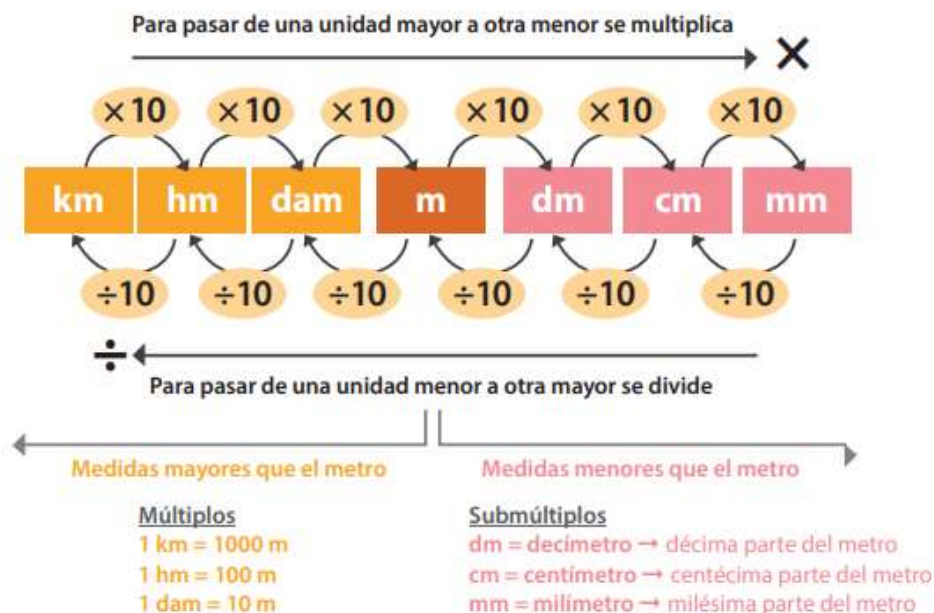 Para pasar de una unidad mayor a otra menor se multiplica
×
×10 ×10 ×10 ×10 ×10 ×10
km hm dam m dm cm mm
÷10 ÷10 ÷10 ÷10 ÷10 ÷10
÷
Para pasar de una unidad menor a otra mayor se divide
Medidas mayores que el metro
Múltiplos
1 km = 1000 m
1 hm = 100 m
1 dam = 10 m
Medidas menores que el metro
Submúltiplos
dm = decímetro → décima parte del metro
cm = centímetro → centécima parte del metro
mm = milímetro → milésima parte del metro